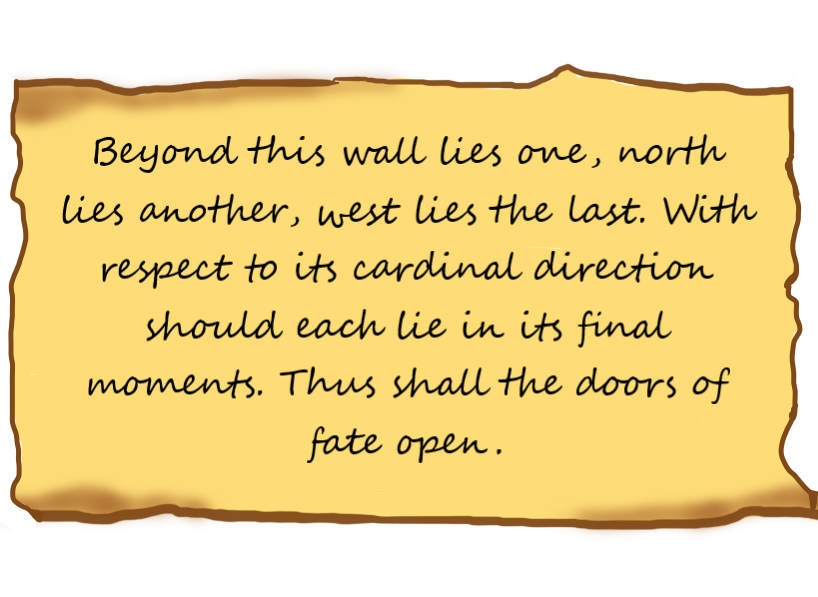 Beyond this wall lies one, north
lies another, west lies the last. With
respect to its cardinal direction
should each lie in its final
moments. Thus shall the doors of
fate open.